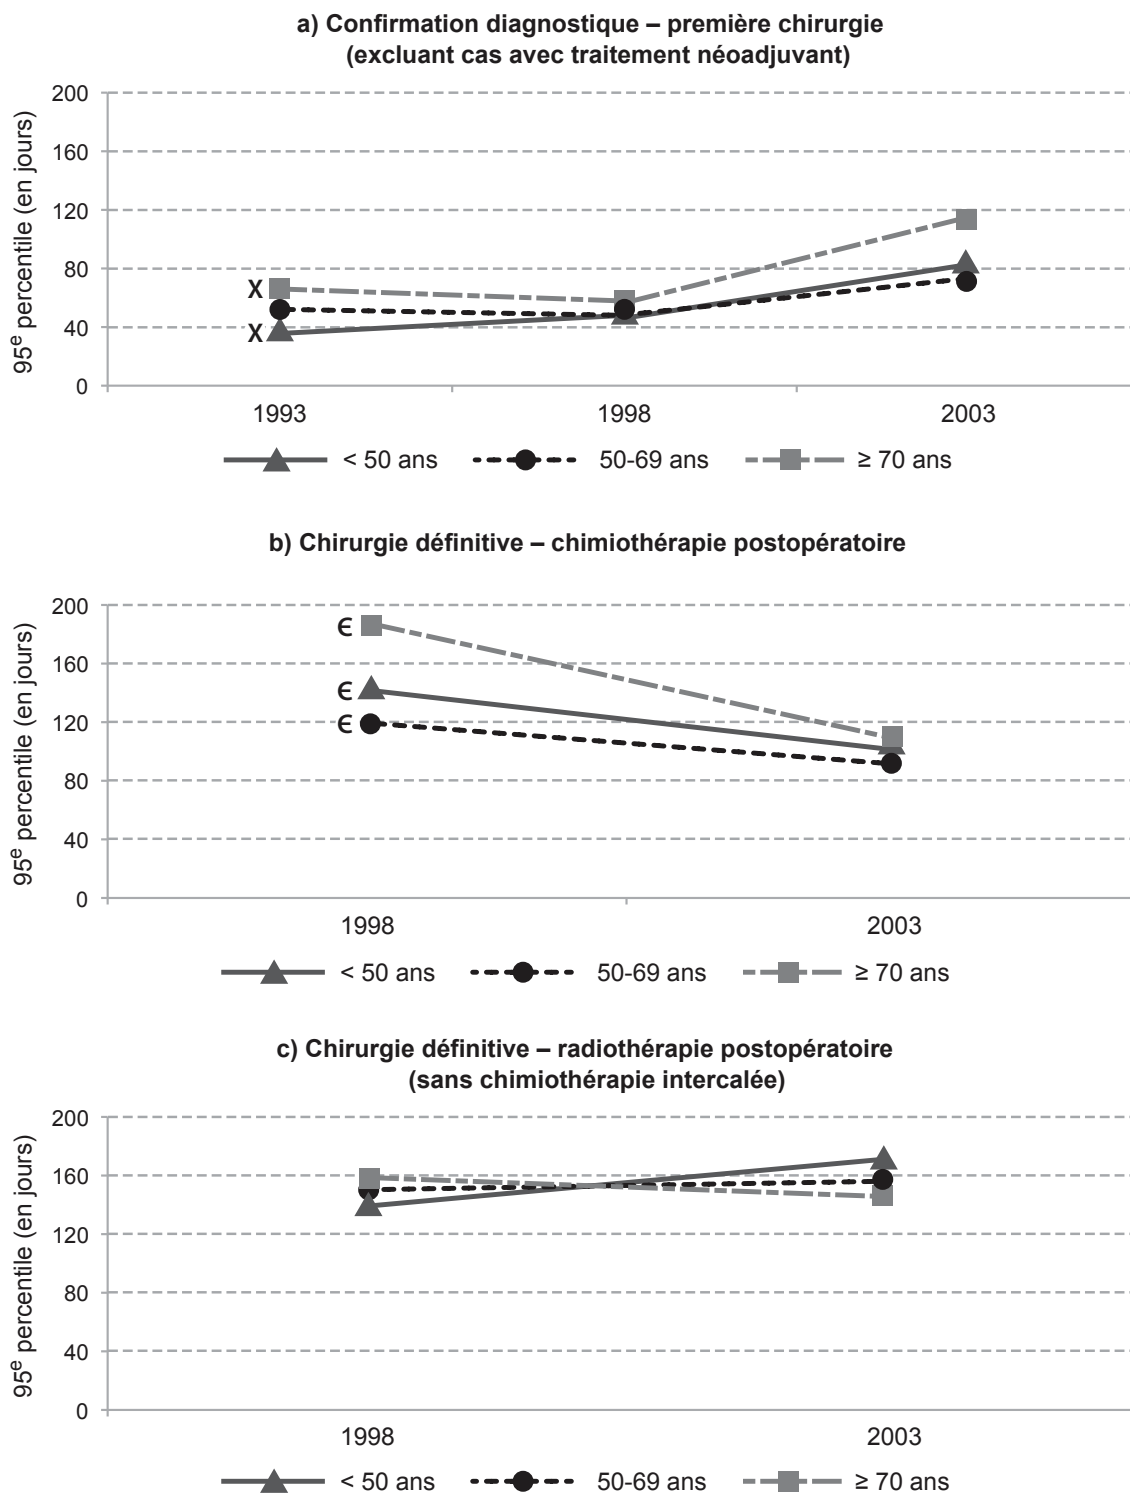 a) Confirmation diagnostique – première chirurgie
(excluant cas avec traitement néoadjuvant)
95e percentile (en jours)
200
160
120
80
40
0
X
X
1993
1998
2003
< 50 ans
50-69 ans
≥ 70 ans
b) Chirurgie définitive – chimiothérapie postopératoire
95e percentile (en jours)
200
160
120
80
40
0
€
€
€
1998
2003
< 50 ans
50-69 ans
≥ 70 ans
c) Chirurgie définitive – radiothérapie postopératoire
(sans chimiothérapie intercalée)
95e percentile (en jours)
200
160
120
80
40
0
1998
2003
< 50 ans
50-69 ans
≥ 70 ans